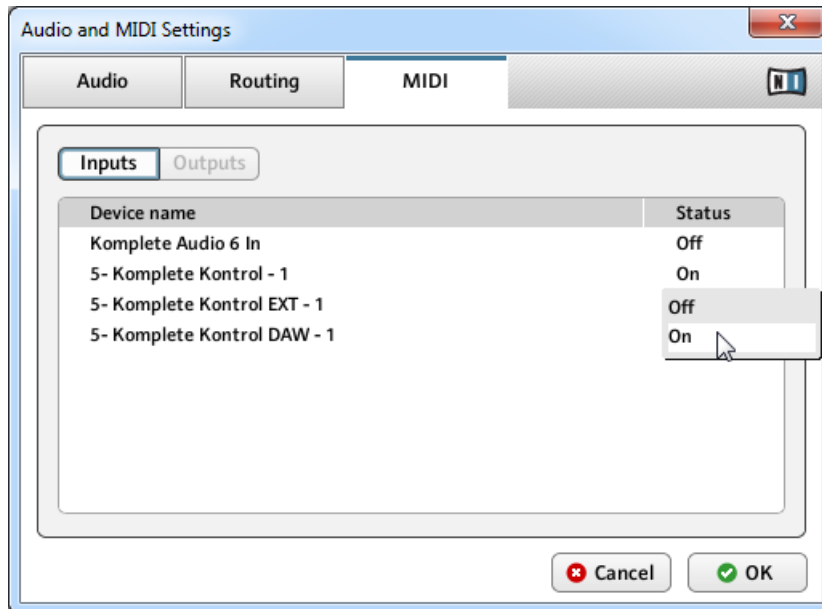 Audio and MIDI Settings
Audio Routing MIDI NI
Inputs Outputs
Device name Status
Komplete Audio 6 In Off
5- Komplete Kontrol - 1 On
5- Komplete Kontrol EXT - 1 Off
5- Komplete Kontrol DAW - 1 On
Cancel OK